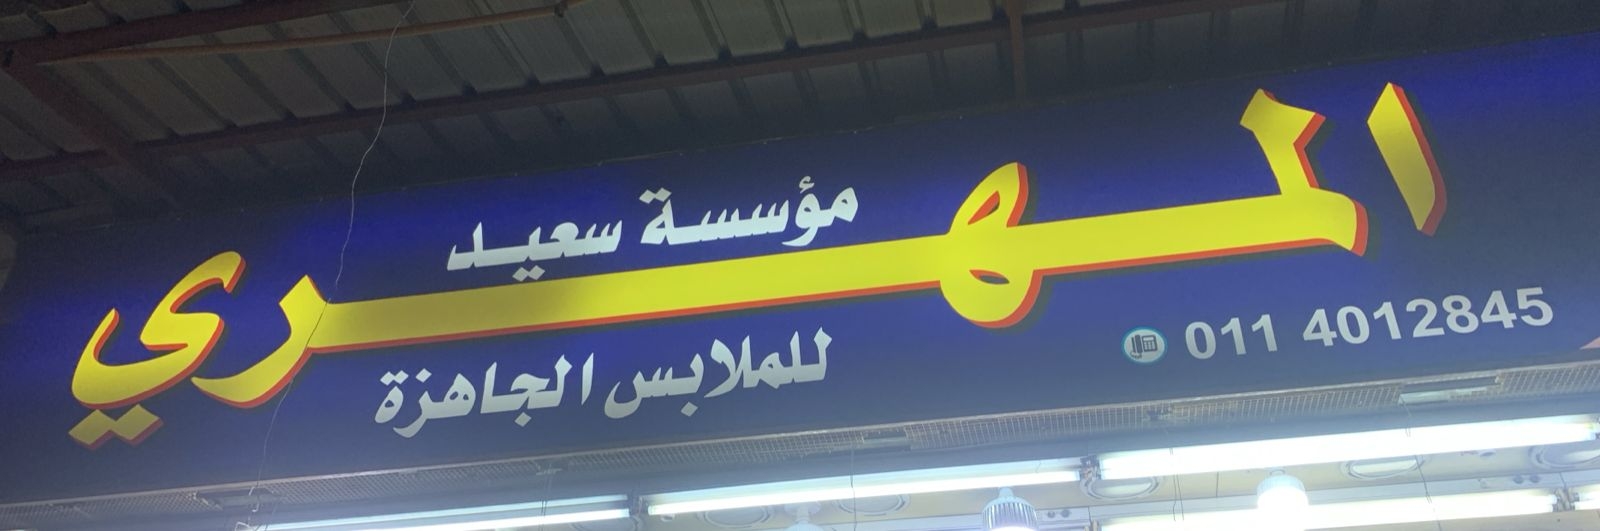 مؤسسة سعيد
المهري
للملابس الجاهزة
011 4012845